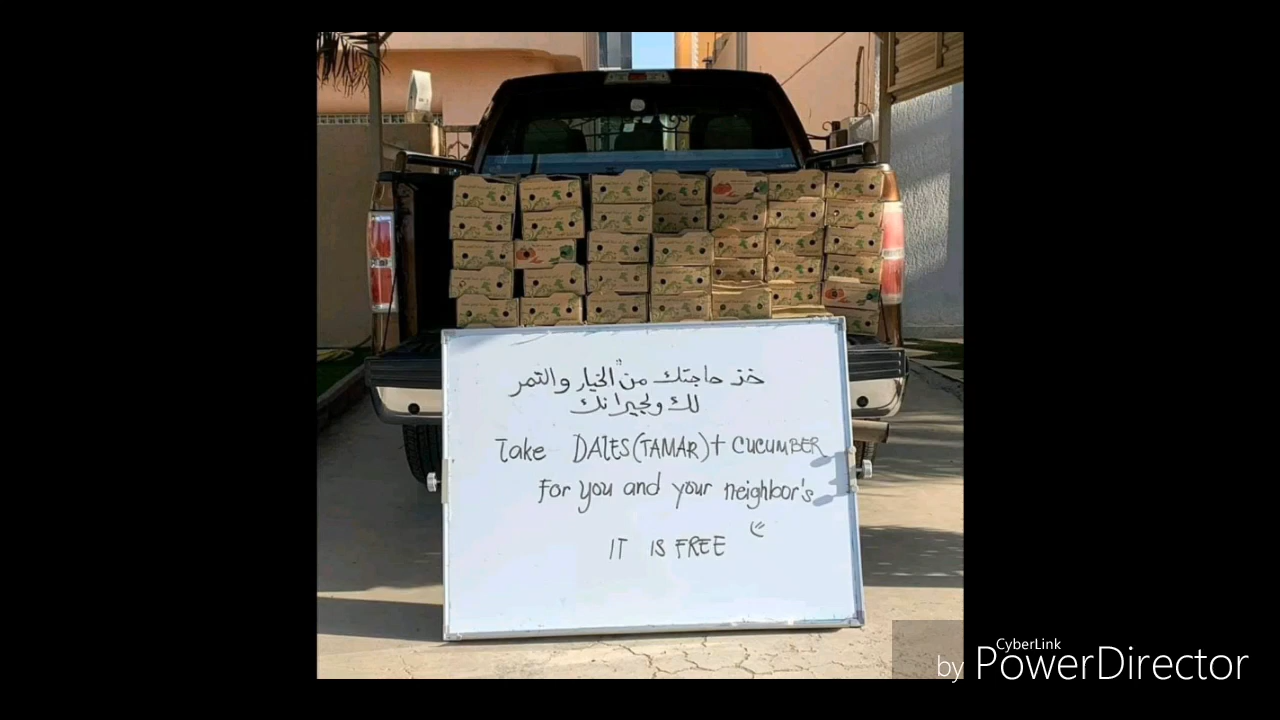 خذ حاجتك من الخيار والتمر
لك ولجيرانك
Take DATES(TAMAR)+ CUCUMBER
For you and your neighbor's
IT IS FREE
CyberLink
by PowerDirector